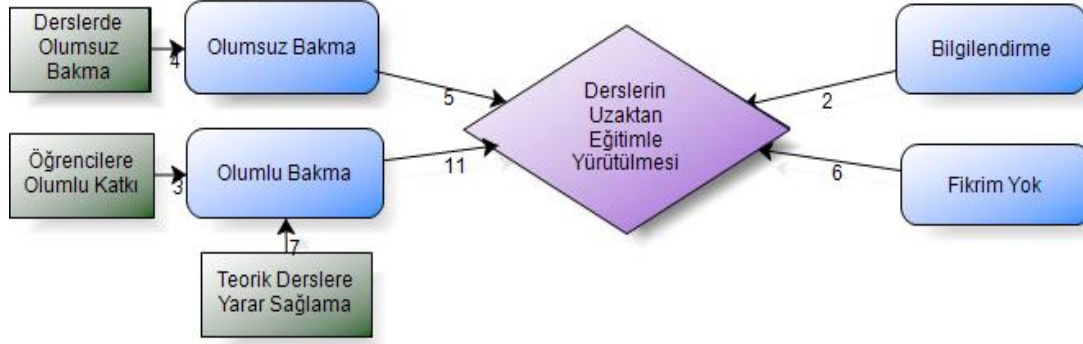 Derslerde
Olumsuz
Bakma
4
Olumsuz Bakma
5
Öğrencilere
Olumlu Katkı
3
Olumlu Bakma
11
7
Teorik Derslere
Yarar Sağlama
Derslerin
Uzaktan
Eğitimle
Yürütülmesi
2
Bilgilendirme
6
Fikrim Yok